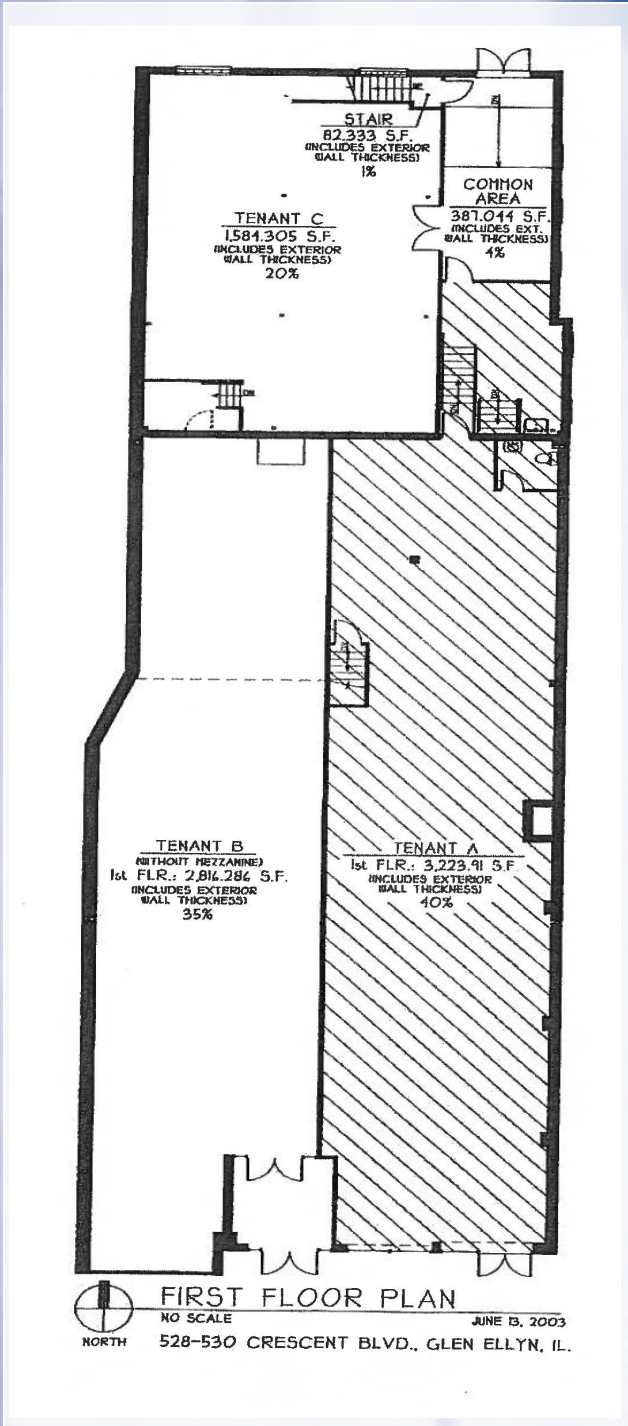 STAIR
82.333 S.F.
(INCLUDES EXTERIOR
WALL THICKNESS)
1%
COMMON
AREA
387.044 S.F.
(INCLUDES EXT.
WALL THICKNESS)
4%
TENANT C
1,584.305 S.F.
(INCLUDES EXTERIOR
WALL THICKNESS)
20%
DN
DN
TENANT B
(WITHOUT MEZZANINE)
1st FLR.: 2,816.286 S.F.
(INCLUDES EXTERIOR
WALL THICKNESS)
35%
TENANT A
1st FLR.: 3,223.91 S.F.
(INCLUDES EXTERIOR
WALL THICKNESS)
40%
FIRST FLOOR PLAN
NO SCALE
JUNE 13, 2003
NORTH
528-530 CRESCENT BLVD., GLEN ELLYN, IL.